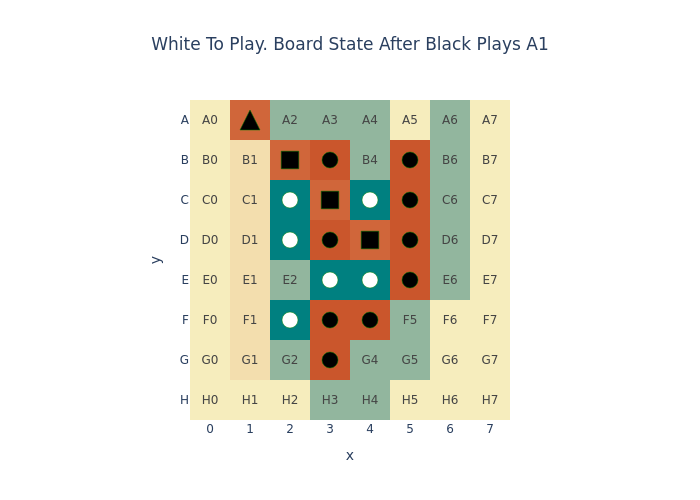 White To Play. Board State After Black Plays A1
A A0 A2 A3 A4 A5 A6 A7
B B0 B1 B4 B6 B7
C C0 C1 C6 C7
D D0 D1 D6 D7
E E0 E1 E2 E6 E7
F F0 F1 F5 F6 F7
G G0 G1 G2 G4 G5 G6 G7
H H0 H1 H2 H3 H4 H5 H6 H7
0 1 2 3 4 5 6 7
x
y